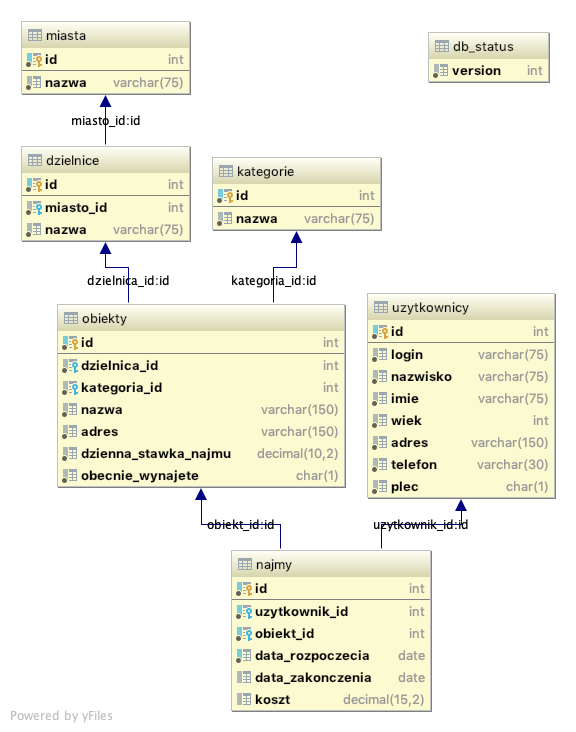 miasta
id int
nazwa varchar(75)
db_status
version int
miasto_id:id
dzielnice
id int
miasto_id int
nazwa varchar(75)
kategorie
id int
nazwa varchar(75)
dzielnica_id:id
kategoria_id:id
obiekty
id int
dzielnica_id int
kategoria_id int
nazwa varchar(150)
adres varchar(150)
dzienna_stawka_najmu decimal(10,2)
obecnie_wynajete char(1)
uzytkownicy
id int
login varchar(75)
nazwisko varchar(75)
imie varchar(75)
wiek int
adres varchar(150)
telefon varchar(30)
plec char(1)
obiekt_id:id
uzytkownik_id:id
najmy
id int
uzytkownik_id int
obiekt_id int
data_rozpoczecia date
data_zakonczenia date
koszt decimal(15,2)
Powered by yFiles